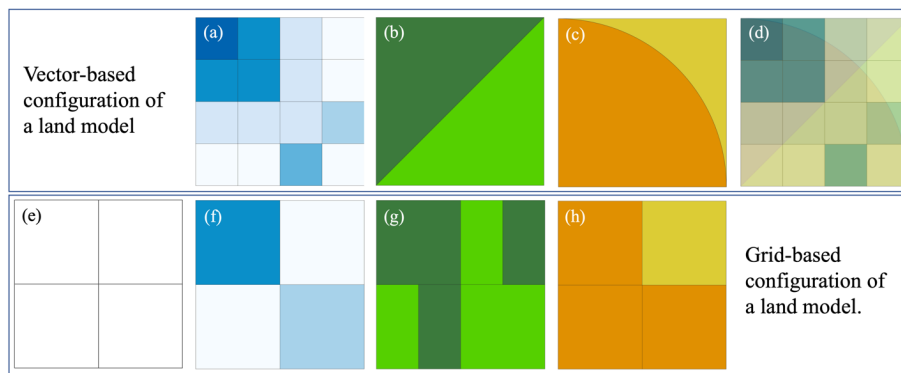 (a)
(b)
(c)
(d)
Vector-based
configuration of
a land model
(e)
(f)
(g)
(h)
Grid-based
configuration of
a land model.